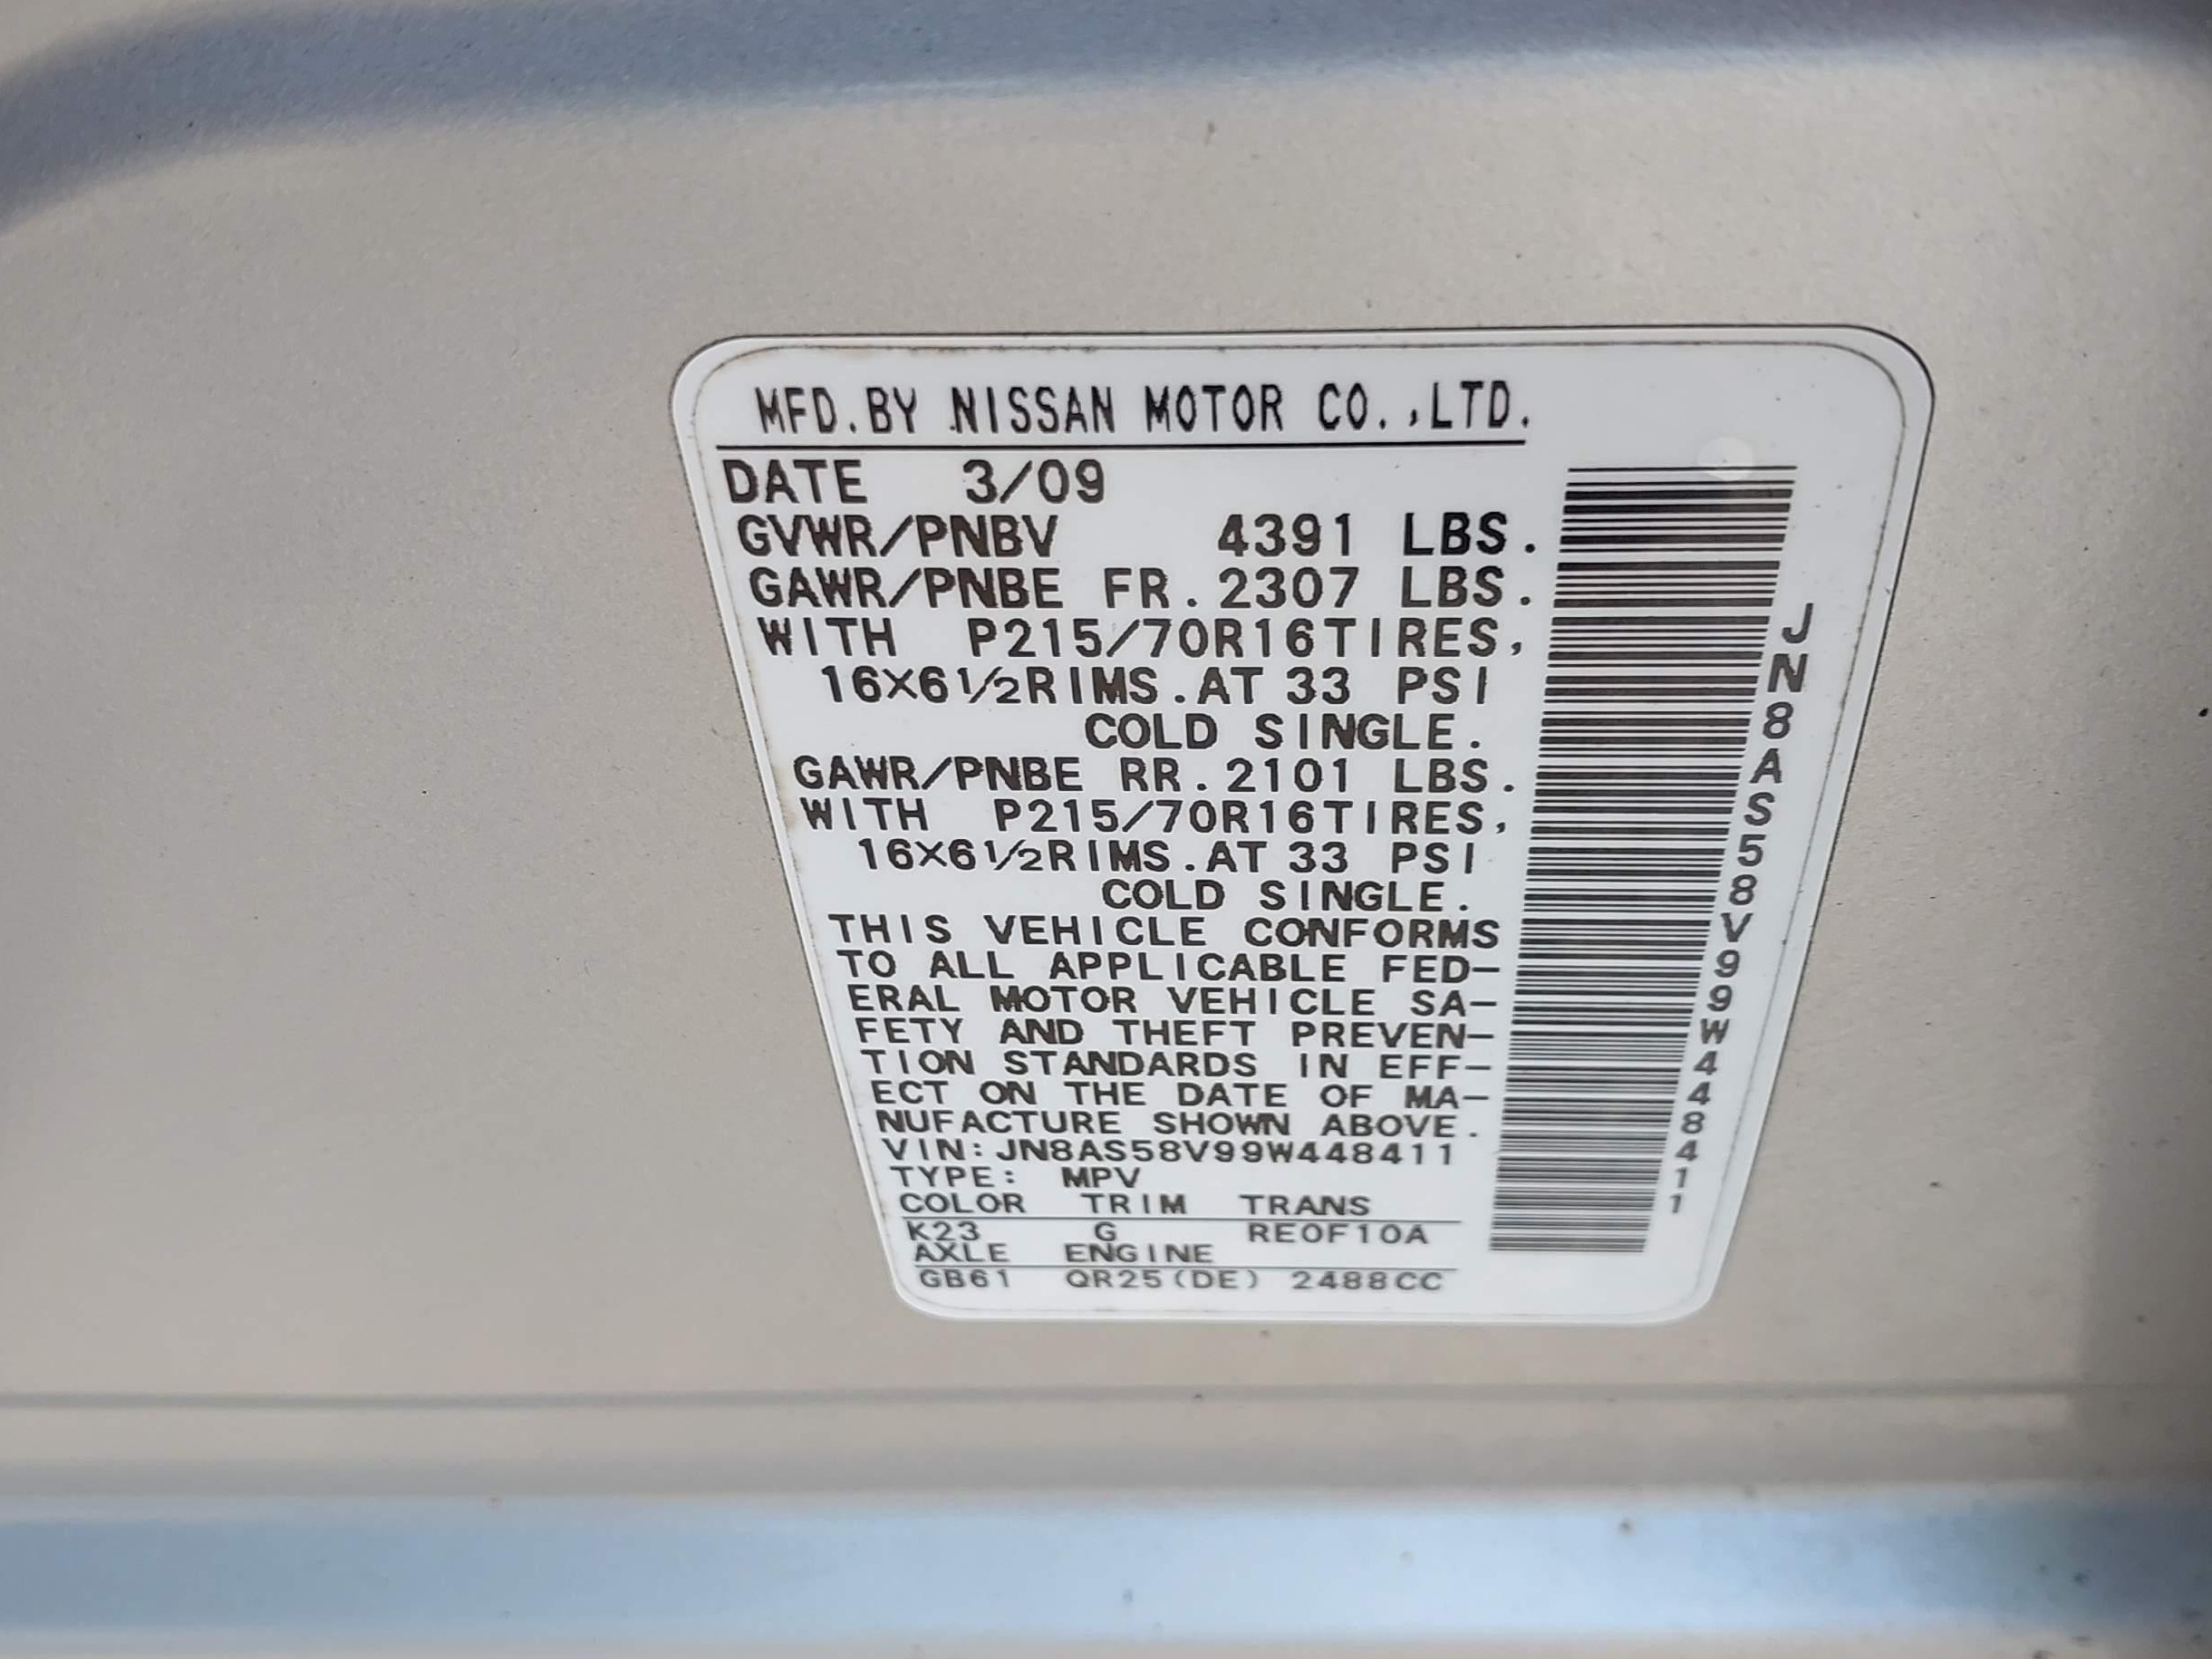 MFD.BY NISSAN MOTOR CO.,LTD.
DATE 3/09
GVWR/PNBV 4391 LBS.
GAWR/PNBE FR.2307 LBS.
WITH P215/70R16TIRES,
16X6½RIMS.AT 33 PSI
COLD SINGLE.
GAWR/PNBE RR.2101 LBS.
WITH P215/70R16TIRES,
16X6½RIMS.AT 33 PSI
COLD SINGLE.
THIS VEHICLE CONFORMS
TO ALL APPLICABLE FED-
ERAL MOTOR VEHICLE SA-
FETY AND THEFT PREVEN-
TION STANDARDS IN EFF-
ECT ON THE DATE OF MA-
NUFACTURE SHOWN ABOVE.
VIN:JN8AS58V99W448411
TYPE: MPV
COLOR TRIM TRANS
K23 G RE0F10A
AXLE ENGINE
GB61 QR25(DE) 2488CC
JN8AS58V99W448411